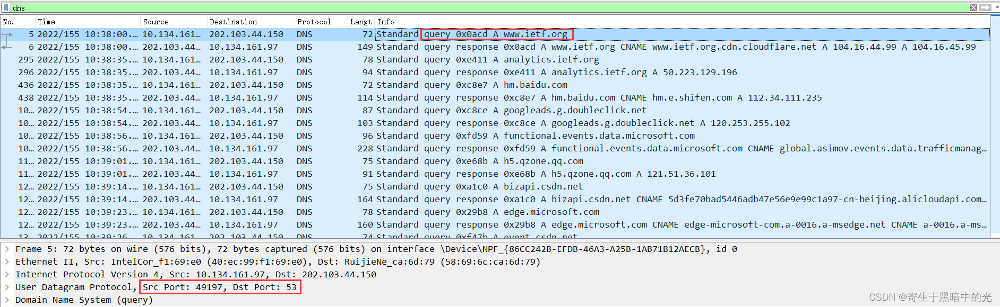 dns
No. Time Source Destination Protocol Lengt Info
5 2022/155 10:38:00.… 10.134.161… 202.103.44.150 DNS 72 Standard query 0x0acd A www.ietf.org
6 2022/155 10:38:00.… 202.103.44… 10.134.161.97 DNS 149 Standard query response 0x0acd A www.ietf.org CNAME www.ietf.org.cdn.cloudflare.net A 104.16.44.99 A 104.16.45.99
295 2022/155 10:38:35.… 10.134.161… 202.103.44.150 DNS 78 Standard query 0xe411 A analytics.ietf.org
296 2022/155 10:38:35.… 202.103.44… 10.134.161.97 DNS 94 Standard query response 0xe411 A analytics.ietf.org A 50.223.129.196
436 2022/155 10:38:35.… 10.134.161… 202.103.44.150 DNS 72 Standard query 0xc8e7 A hm.baidu.com
438 2022/155 10:38:35.… 202.103.44… 10.134.161.97 DNS 114 Standard query response 0xc8e7 A hm.baidu.com CNAME hm.e.shifen.com A 112.34.111.235
10… 2022/155 10:38:54.… 10.134.161… 202.103.44.150 DNS 87 Standard query 0xc8ce A googleads.g.doubleclick.net
10… 2022/155 10:38:54.… 202.103.44… 10.134.161.97 DNS 103 Standard query response 0xc8ce A googleads.g.doubleclick.net A 120.253.255.102
10… 2022/155 10:38:56.… 10.134.161… 202.103.44.150 DNS 96 Standard query 0xfd59 A functional.events.data.microsoft.com
10… 2022/155 10:38:56.… 202.103.44… 10.134.161.97 DNS 228 Standard query response 0xfd59 A functional.events.data.microsoft.com CNAME global.asimov.events.data.trafficmanag…
11… 2022/155 10:39:01.… 10.134.161… 202.103.44.150 DNS 75 Standard query 0xe68b A h5.qzone.qq.com
11… 2022/155 10:39:01.… 202.103.44… 10.134.161.97 DNS 91 Standard query response 0xe68b A h5.qzone.qq.com A 121.51.36.101
12… 2022/155 10:39:14.… 10.134.161… 202.103.44.150 DNS 75 Standard query 0xa1c0 A bizapi.csdn.net
12… 2022/155 10:39:14.… 202.103.44… 10.134.161.97 DNS 164 Standard query response 0xa1c0 A bizapi.csdn.net CNAME 5d3fe70bad5446adb47e56e9e99c1a97-cn-beijing.alicloudapi.com…
12… 2022/155 10:39:23.… 10.134.161… 202.103.44.150 DNS 78 Standard query 0x29b8 A edge.microsoft.com
12… 2022/155 10:39:23.… 202.103.44… 10.134.161.97 DNS 160 Standard query response 0x29b8 A edge.microsoft.com CNAME edge-microsoft-com.a-0016.a-msedge.net CNAME a-0016.a-ms…
13 2022/155 10:39:26 10.134.161 202.103.44.150 DNS 74 Standard query 0xf47b A event.csdn.net
Frame 5: 72 bytes on wire (576 bits), 72 bytes captured (576 bits) on interface \Device\NPF_{86CC242B-EFDB-46A3-A25B-1AB71B12AECB}, id 0
Ethernet II, Src: IntelCor_f1:69:e0 (40:ec:99:f1:69:e0), Dst: RuijieNe_ca:6d:79 (58:69:6c:ca:6d:79)
Internet Protocol Version 4, Src: 10.134.161.97, Dst: 202.103.44.150
User Datagram Protocol, Src Port: 49197, Dst Port: 53
Domain Name System (query)
CSDN @寄生于黑暗中的光